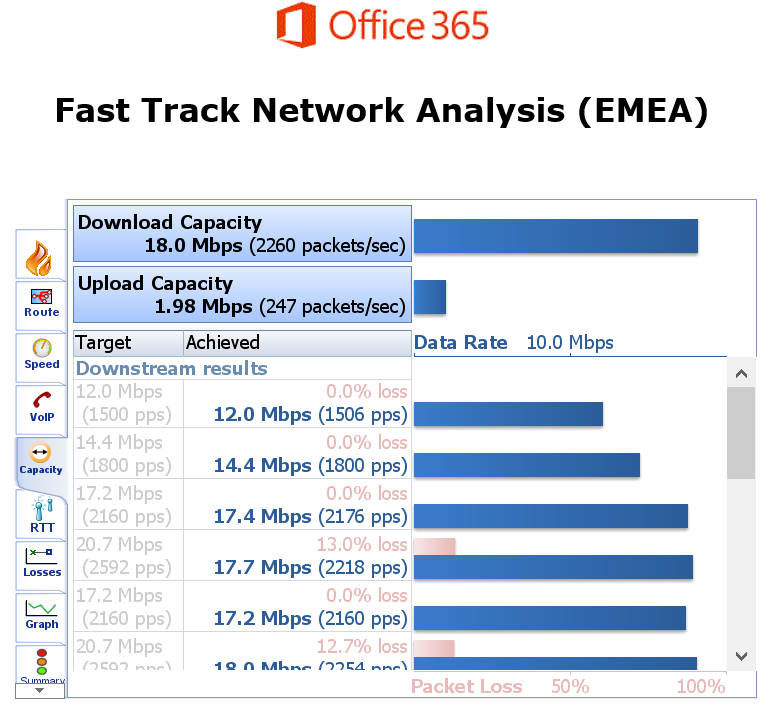 Office 365
Fast Track Network Analysis (EMEA)
Download Capacity
18.0 Mbps (2260 packets/sec)
Upload Capacity
1.98 Mbps (247 packets/sec)
Route
Speed
VoIP
Capacity
RTT
Losses
Graph
Summary
Target Achieved Data Rate 10.0 Mbps
Downstream results
12.0 Mbps 0.0% loss
(1500 pps) 12.0 Mbps (1506 pps)
14.4 Mbps 0.0% loss
(1800 pps) 14.4 Mbps (1800 pps)
17.2 Mbps 0.0% loss
(2160 pps) 17.4 Mbps (2176 pps)
20.7 Mbps 13.0% loss
(2592 pps) 17.7 Mbps (2218 pps)
17.2 Mbps 0.0% loss
(2160 pps) 17.2 Mbps (2160 pps)
20.7 Mbps 12.7% loss
(2592 pps) 18.0 Mbps (2254 pps)
Packet Loss 50% 100%